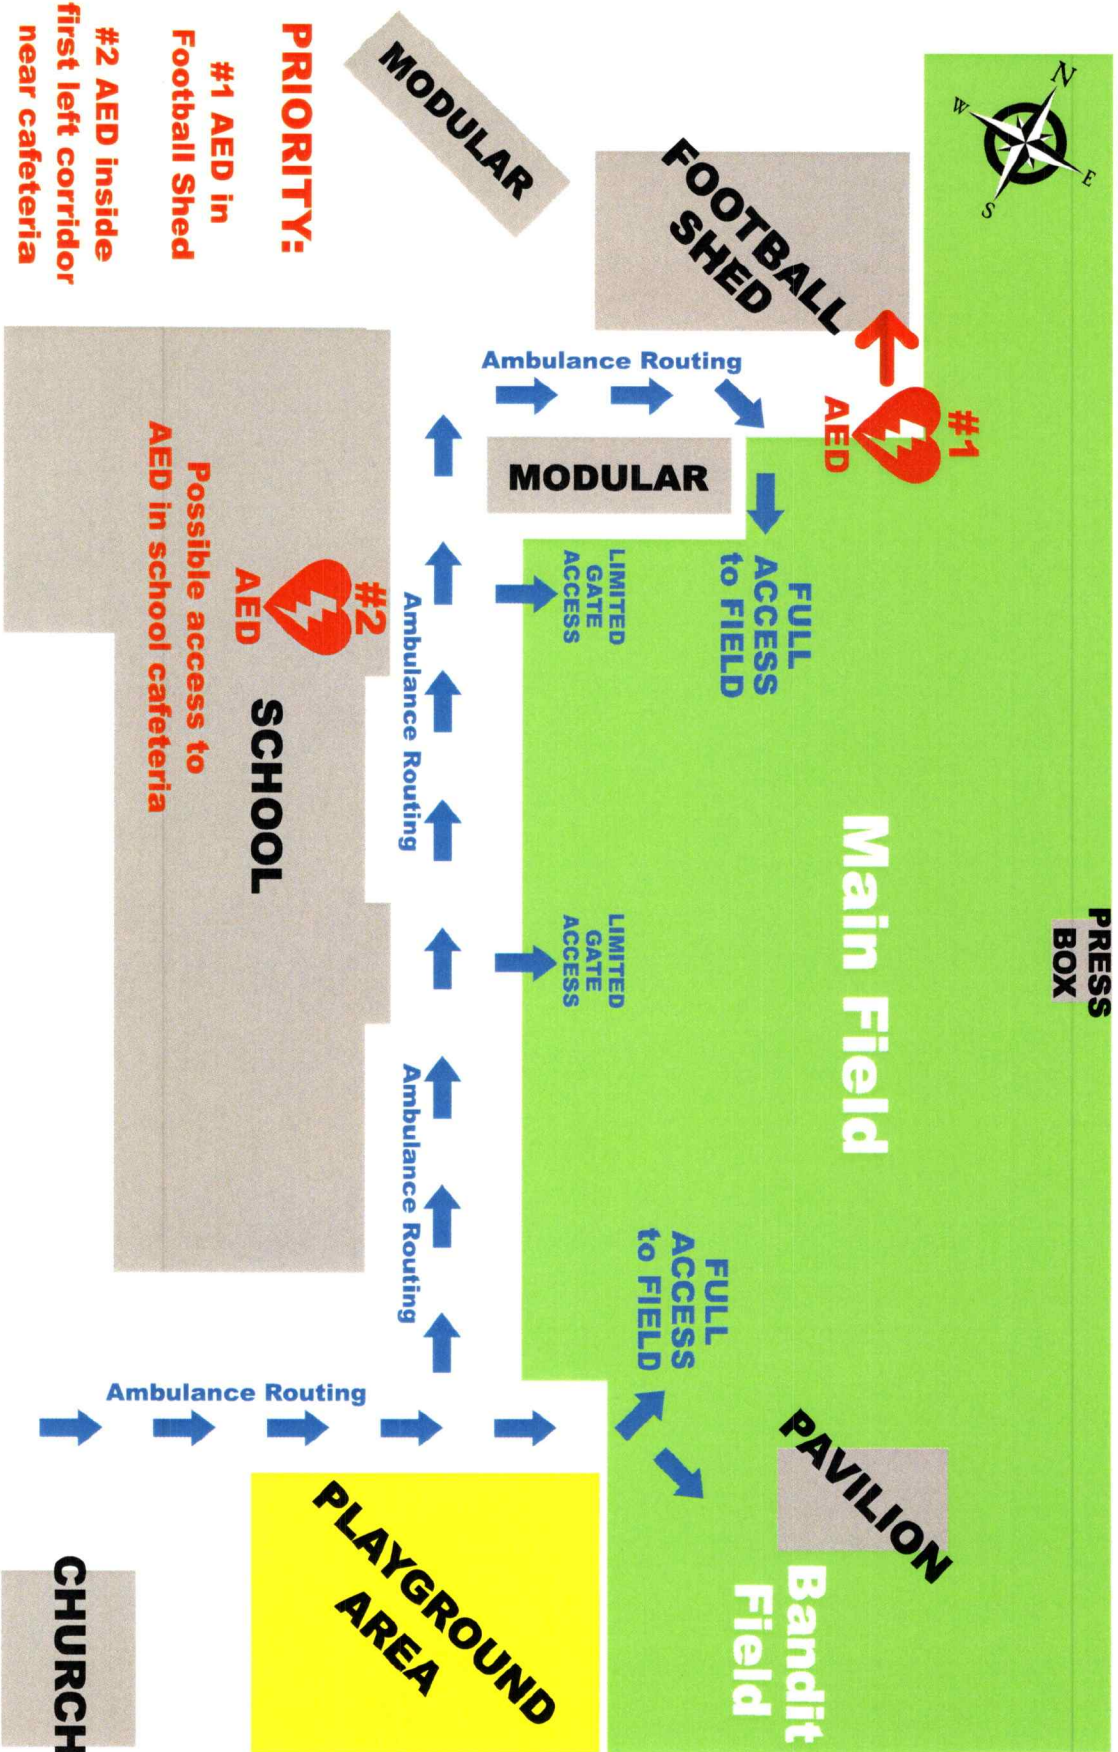 PRIORITY:
#1 AED in
Football Shed
#2 AED inside
first left corridor
near cafeteria
MODULAR
FOOTBALL
SHED
N
E
S
W
#1
AED
Ambulance Routing
MODULAR
FULL
ACCESS
to FIELD
LIMITED
GATE
ACCESS
#2
AED
Possible access to
AED in school cafeteria
SCHOOL
Ambulance Routing
Main Field
PRESS
BOX
LIMITED
GATE
ACCESS
Ambulance Routing
FULL
ACCESS
to FIELD
Ambulance Routing
PAVILION
Bandit
Field
PLAYGROUND
AREA
CHURCH